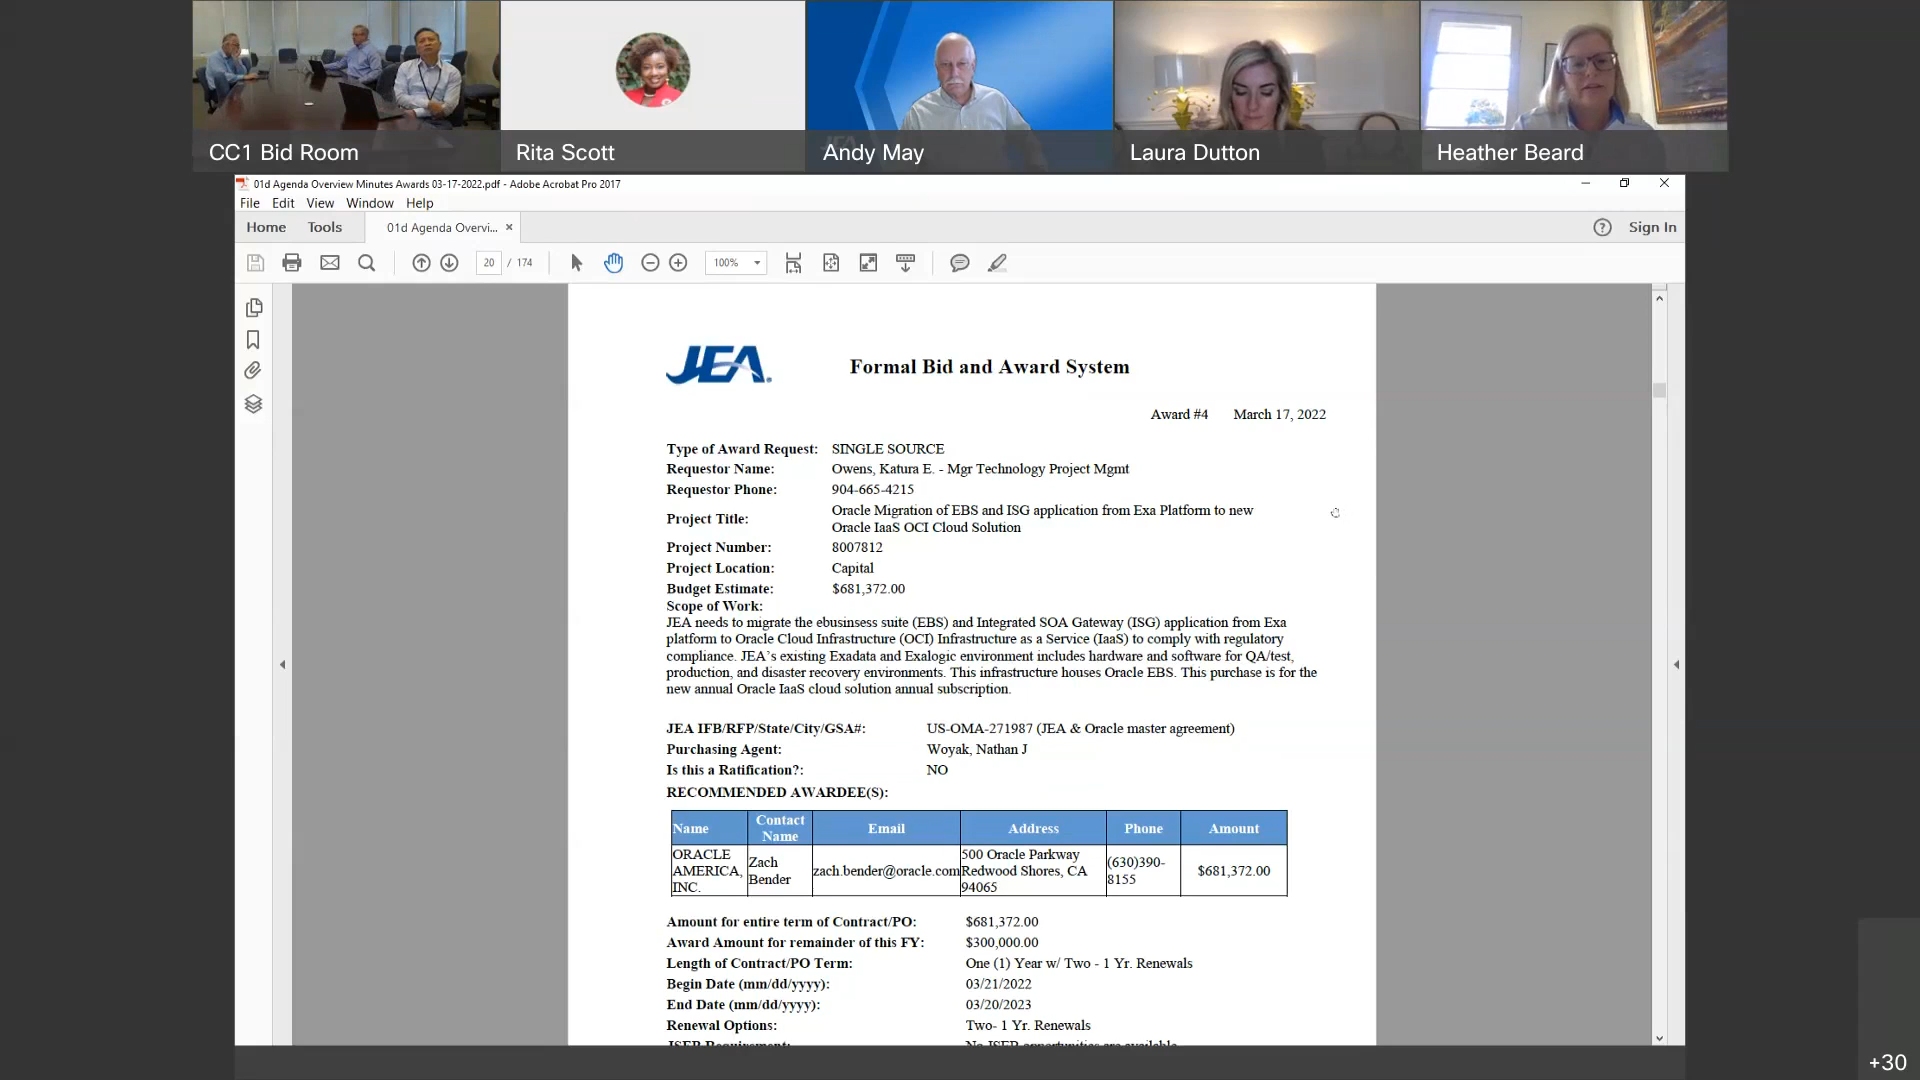 CC1 Bid Room
Rita Scott
Andy May
Laura Dutton
Heather Beard
01d Agenda Overview Minutes Awards 03-17-2022.pdf - Adobe Acrobat Pro 2017
File Edit View Window Help
Home Tools 01d Agenda Overvi... × Sign In
20 / 174 100%
JEA
Formal Bid and Award System
Award #4 March 17, 2022
Type of Award Request: SINGLE SOURCE
Requestor Name: Owens, Katura E. - Mgr Technology Project Mgmt
Requestor Phone: 904-665-4215
Project Title: Oracle Migration of EBS and ISG application from Exa Platform to new
Oracle IaaS OCI Cloud Solution
Project Number: 8007812
Project Location: Capital
Budget Estimate: $681,372.00
Scope of Work:
JEA needs to migrate the ebusinsess suite (EBS) and Integrated SOA Gateway (ISG) application from Exa
platform to Oracle Cloud Infrastructure (OCI) Infrastructure as a Service (IaaS) to comply with regulatory
compliance. JEA's existing Exadata and Exalogic environment includes hardware and software for QA/test,
production, and disaster recovery environments. This infrastructure houses Oracle EBS. This purchase is for the
new annual Oracle IaaS cloud solution annual subscription.
JEA IFB/RFP/State/City/GSA#: US-OMA-271987 (JEA & Oracle master agreement)
Purchasing Agent: Woyak, Nathan J
Is this a Ratification?: NO
RECOMMENDED AWARDEE(S):
Name Contact Name Email Address Phone Amount
ORACLE AMERICA, INC. Zach Bender zach.bender@oracle.com 500 Oracle Parkway Redwood Shores, CA 94065 (630)390-8155 $681,372.00
Amount for entire term of Contract/PO: $681,372.00
Award Amount for remainder of this FY: $300,000.00
Length of Contract/PO Term: One (1) Year w/ Two - 1 Yr. Renewals
Begin Date (mm/dd/yyyy): 03/21/2022
End Date (mm/dd/yyyy): 03/20/2023
Renewal Options: Two- 1 Yr. Renewals
JSEB Requirement: No JSEB opportunities are available
+30